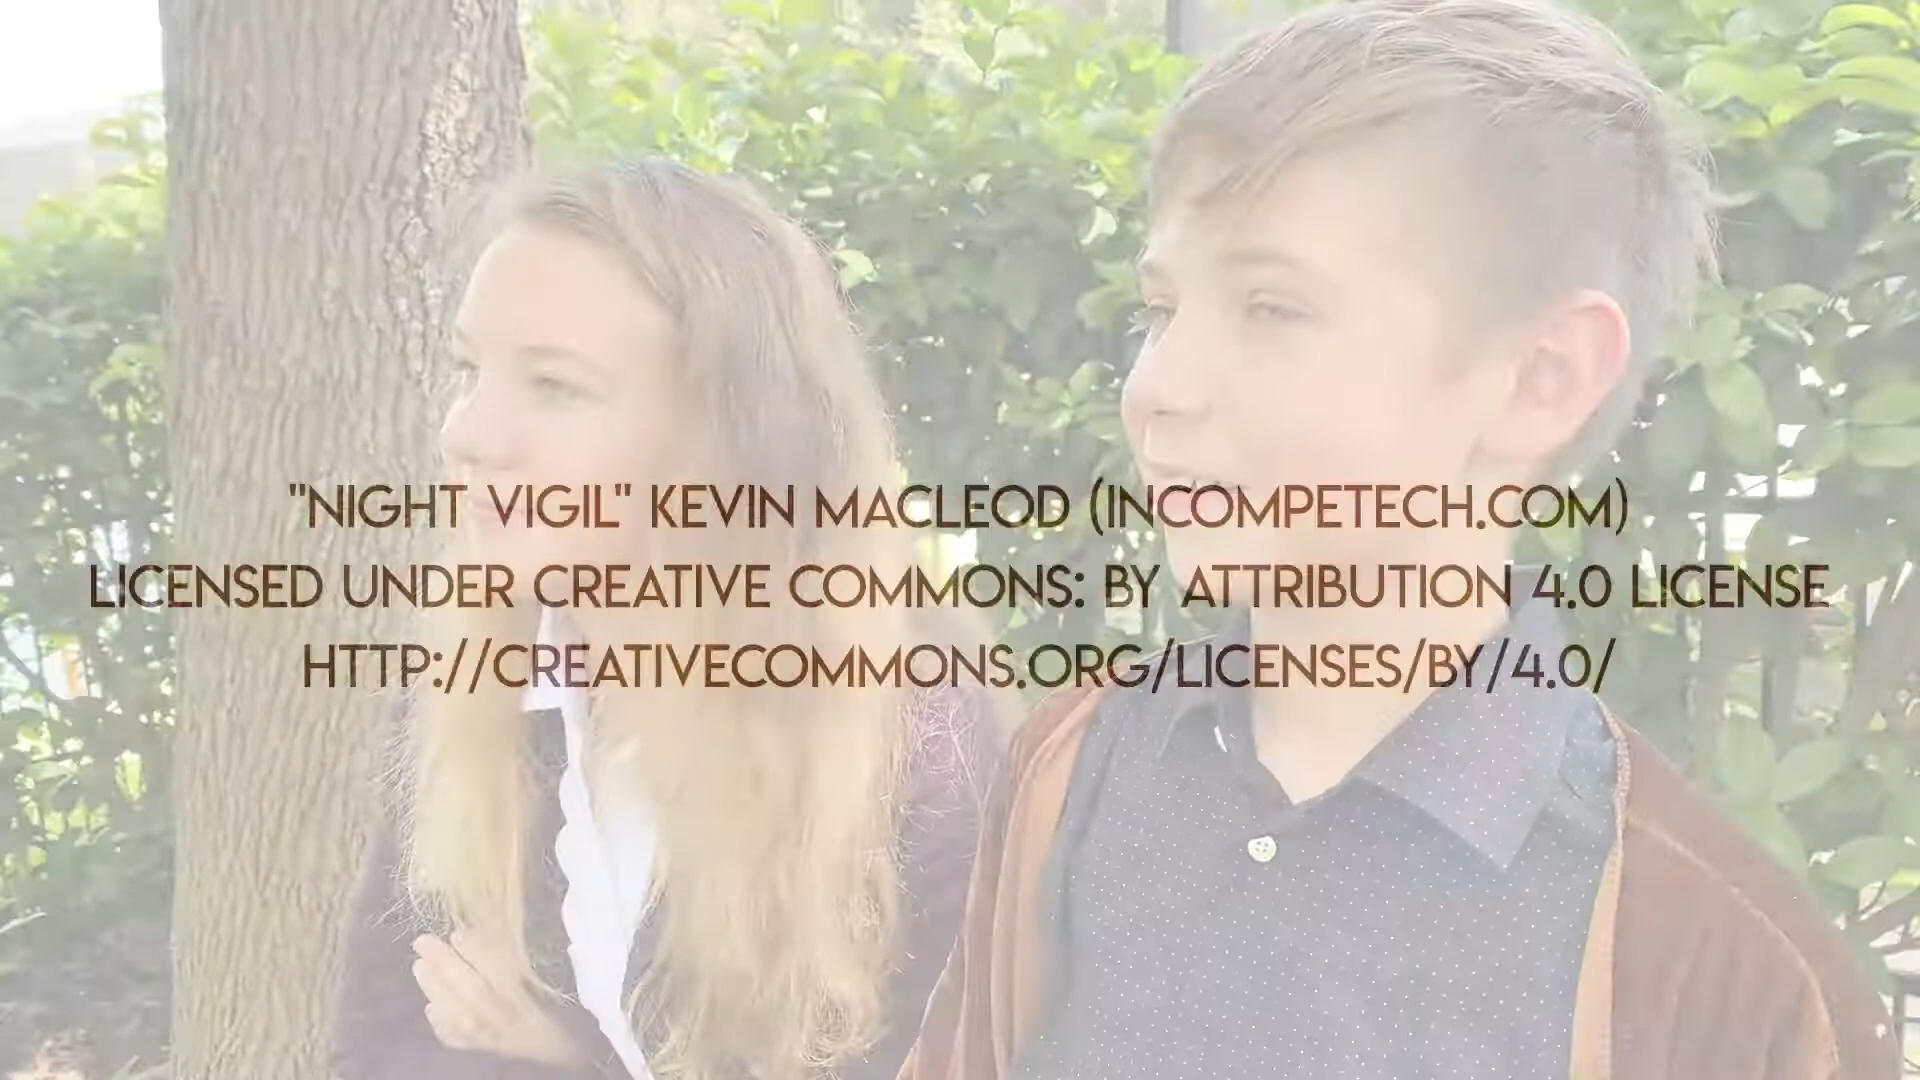 "NIGHT VIGIL" KEVIN MACLEOD (INCOMPETECH.COM)
LICENSED UNDER CREATIVE COMMONS: BY ATTRIBUTION 4.0 LICENSE
HTTP://CREATIVECOMMONS.ORG/LICENSES/BY/4.0/